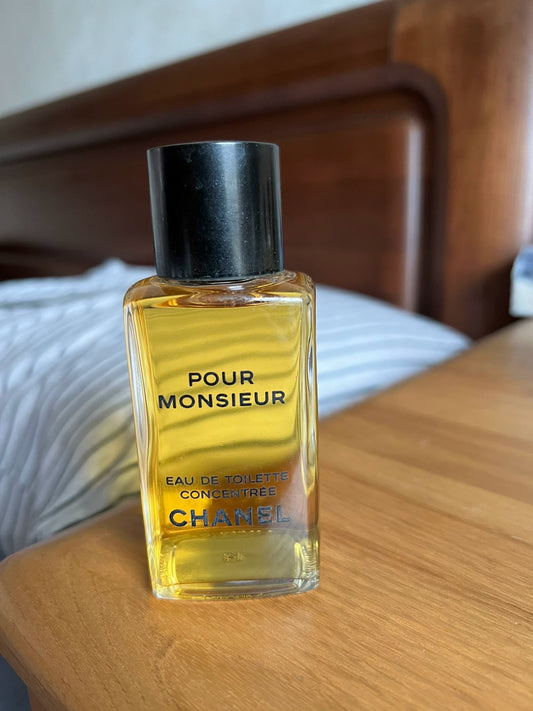 POUR
MONSIEUR
EAU DE TOILETTE
CONCENTRÉE
CHANEL